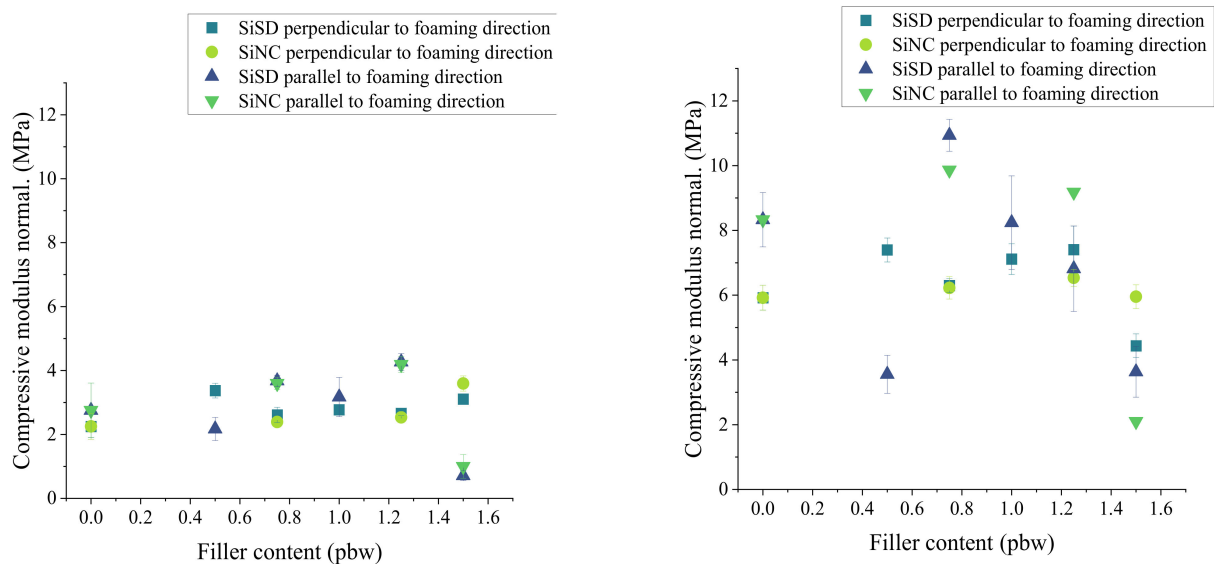 SiSD perpendicular to foaming direction
SiNC perpendicular to foaming direction
SiSD parallel to foaming direction
SiNC parallel to foaming direction
Compressive modulus normal. (MPa)
12
10
8
6
4
2
0
0.0 0.2 0.4 0.6 0.8 1.0 1.2 1.4 1.6
Filler content (pbw)
SiSD perpendicular to foaming direction
SiNC perpendicular to foaming direction
SiSD parallel to foaming direction
SiNC parallel to foaming direction
Compressive modulus normal. (MPa)
12
10
8
6
4
2
0
0.0 0.2 0.4 0.6 0.8 1.0 1.2 1.4 1.6
Filler content (pbw)